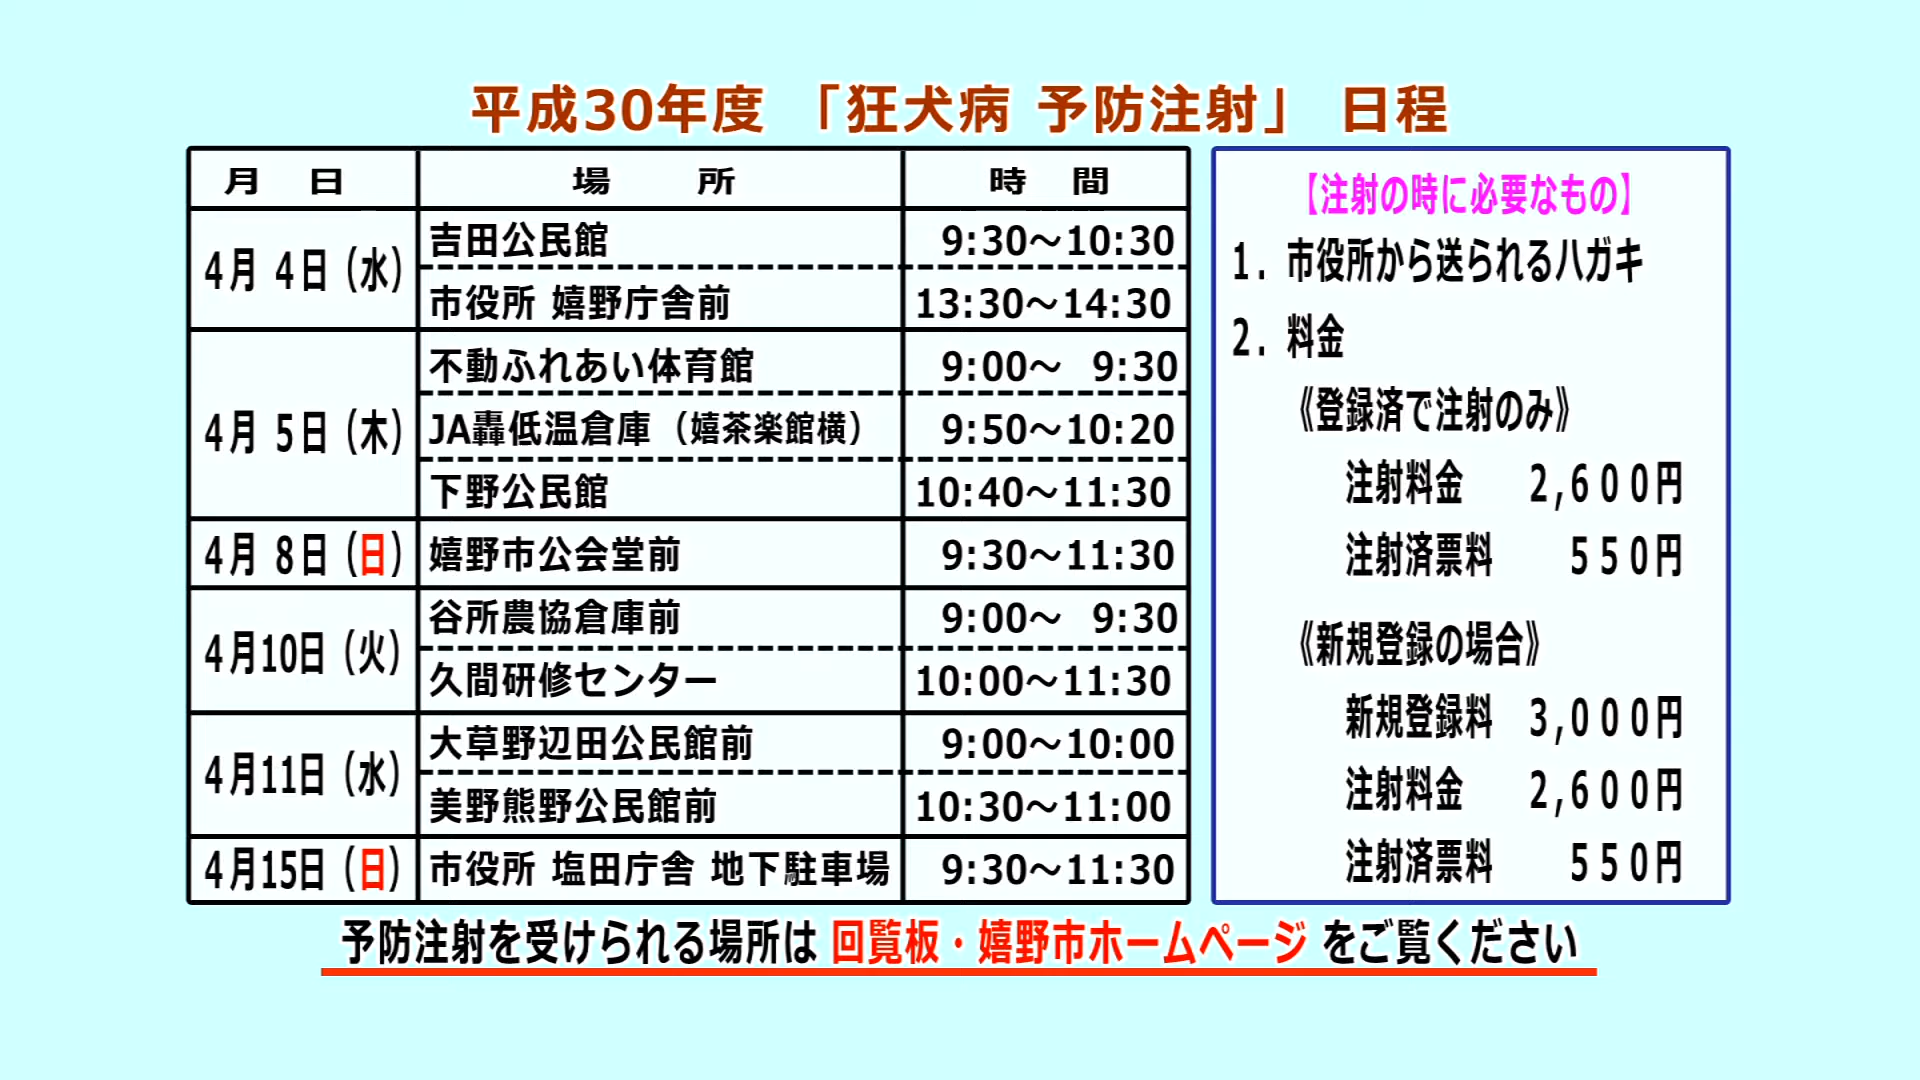 平成30年度 「狂犬病 予防注射」 日程
月 日 場 所 時 間
4月 4日（水） 吉田公民館 9:30～10:30
市役所 嬉野庁舎前 13:30～14:30
4月 5日（木） 不動ふれあい体育館 9:00～ 9:30
JA轟低温倉庫（嬉茶楽館横） 9:50～10:20
下野公民館 10:40～11:30
4月 8日（日） 嬉野市公会堂前 9:30～11:30
4月10日（火） 谷所農協倉庫前 9:00～ 9:30
久間研修センター 10:00～11:30
4月11日（水） 大草野辺田公民館前 9:00～10:00
美野熊野公民館前 10:30～11:00
4月15日（日） 市役所 塩田庁舎 地下駐車場 9:30～11:30
【注射の時に必要なもの】
1. 市役所から送られるハガキ
2. 料金
《登録済で注射のみ》
注射料金 2,600円
注射済票料 550円
《新規登録の場合》
新規登録料 3,000円
注射料金 2,600円
注射済票料 550円
予防注射を受けられる場所は 回覧板・嬉野市ホームページ をご覧ください